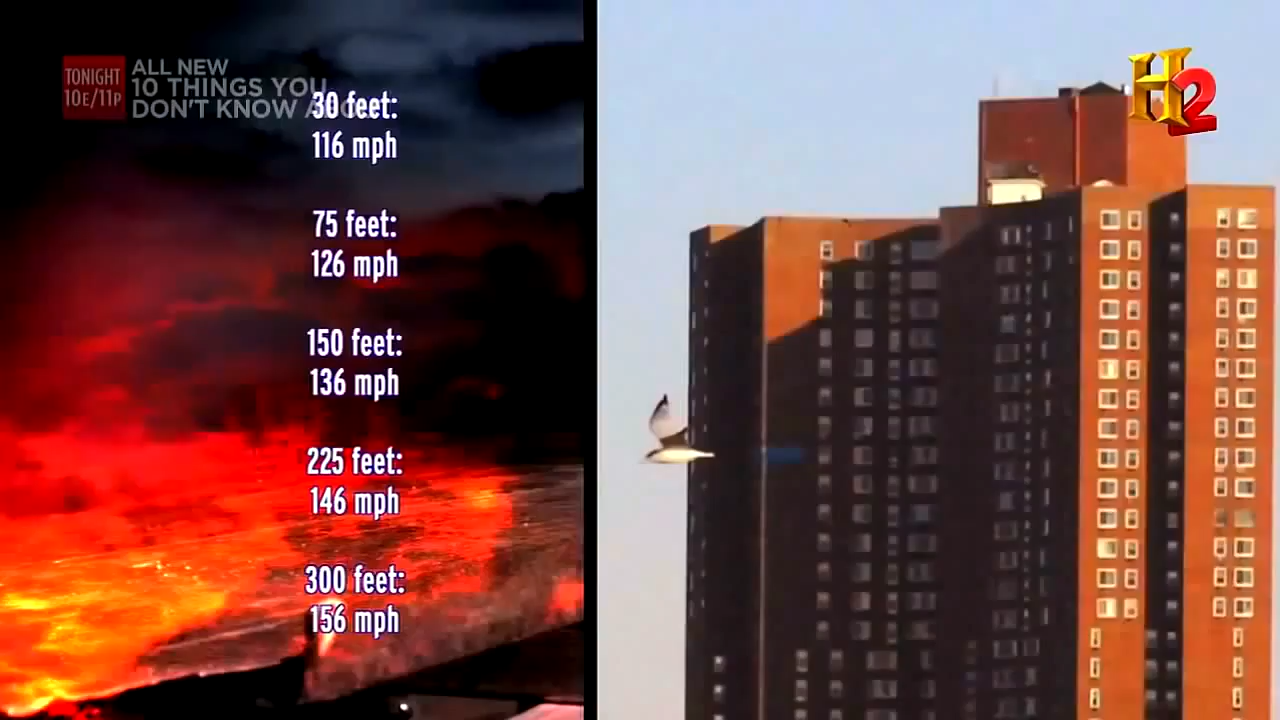 TONIGHT
10E/11P
ALL NEW
10 THINGS YOU
DON'T KNOW
30 feet:
116 mph
75 feet:
126 mph
150 feet:
136 mph
225 feet:
146 mph
300 feet:
156 mph
H2